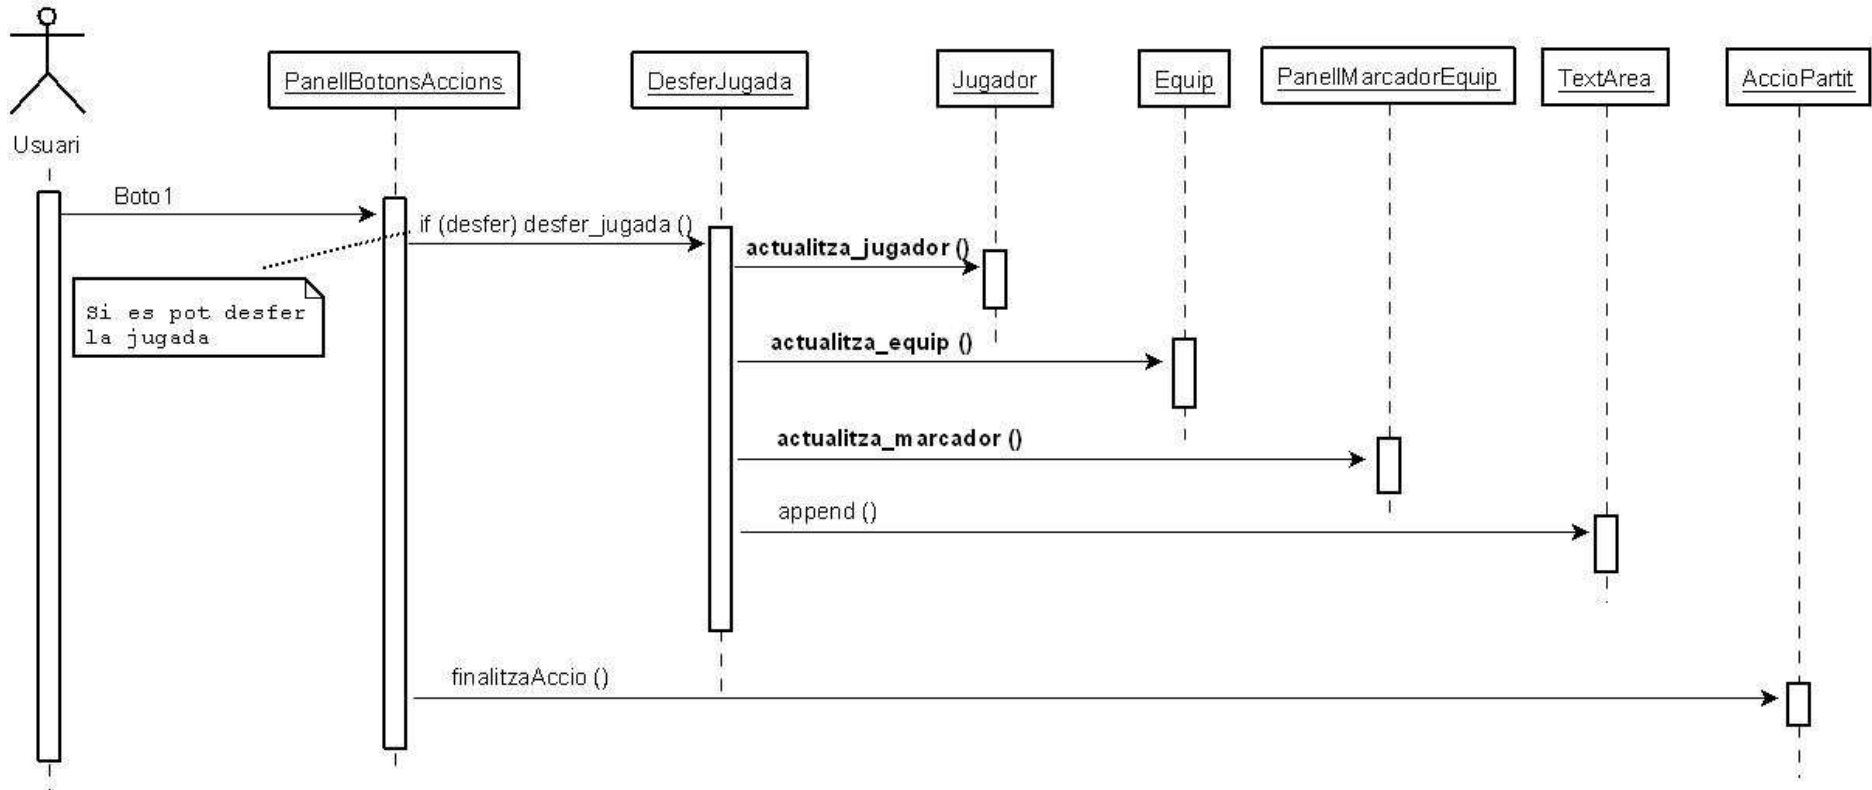 PanellBotonsAccions
DesferJugada
Jugador
Equip
PanellMarcadorEquip
TextArea
AccioPartit
Usuari
Boto1
if (desfer) desfer_jugada ()
actualitza_jugador ()
Si es pot desfer
la jugada
actualitza_equip ()
actualitza_marcador ()
append ()
finalitzaAccio ()